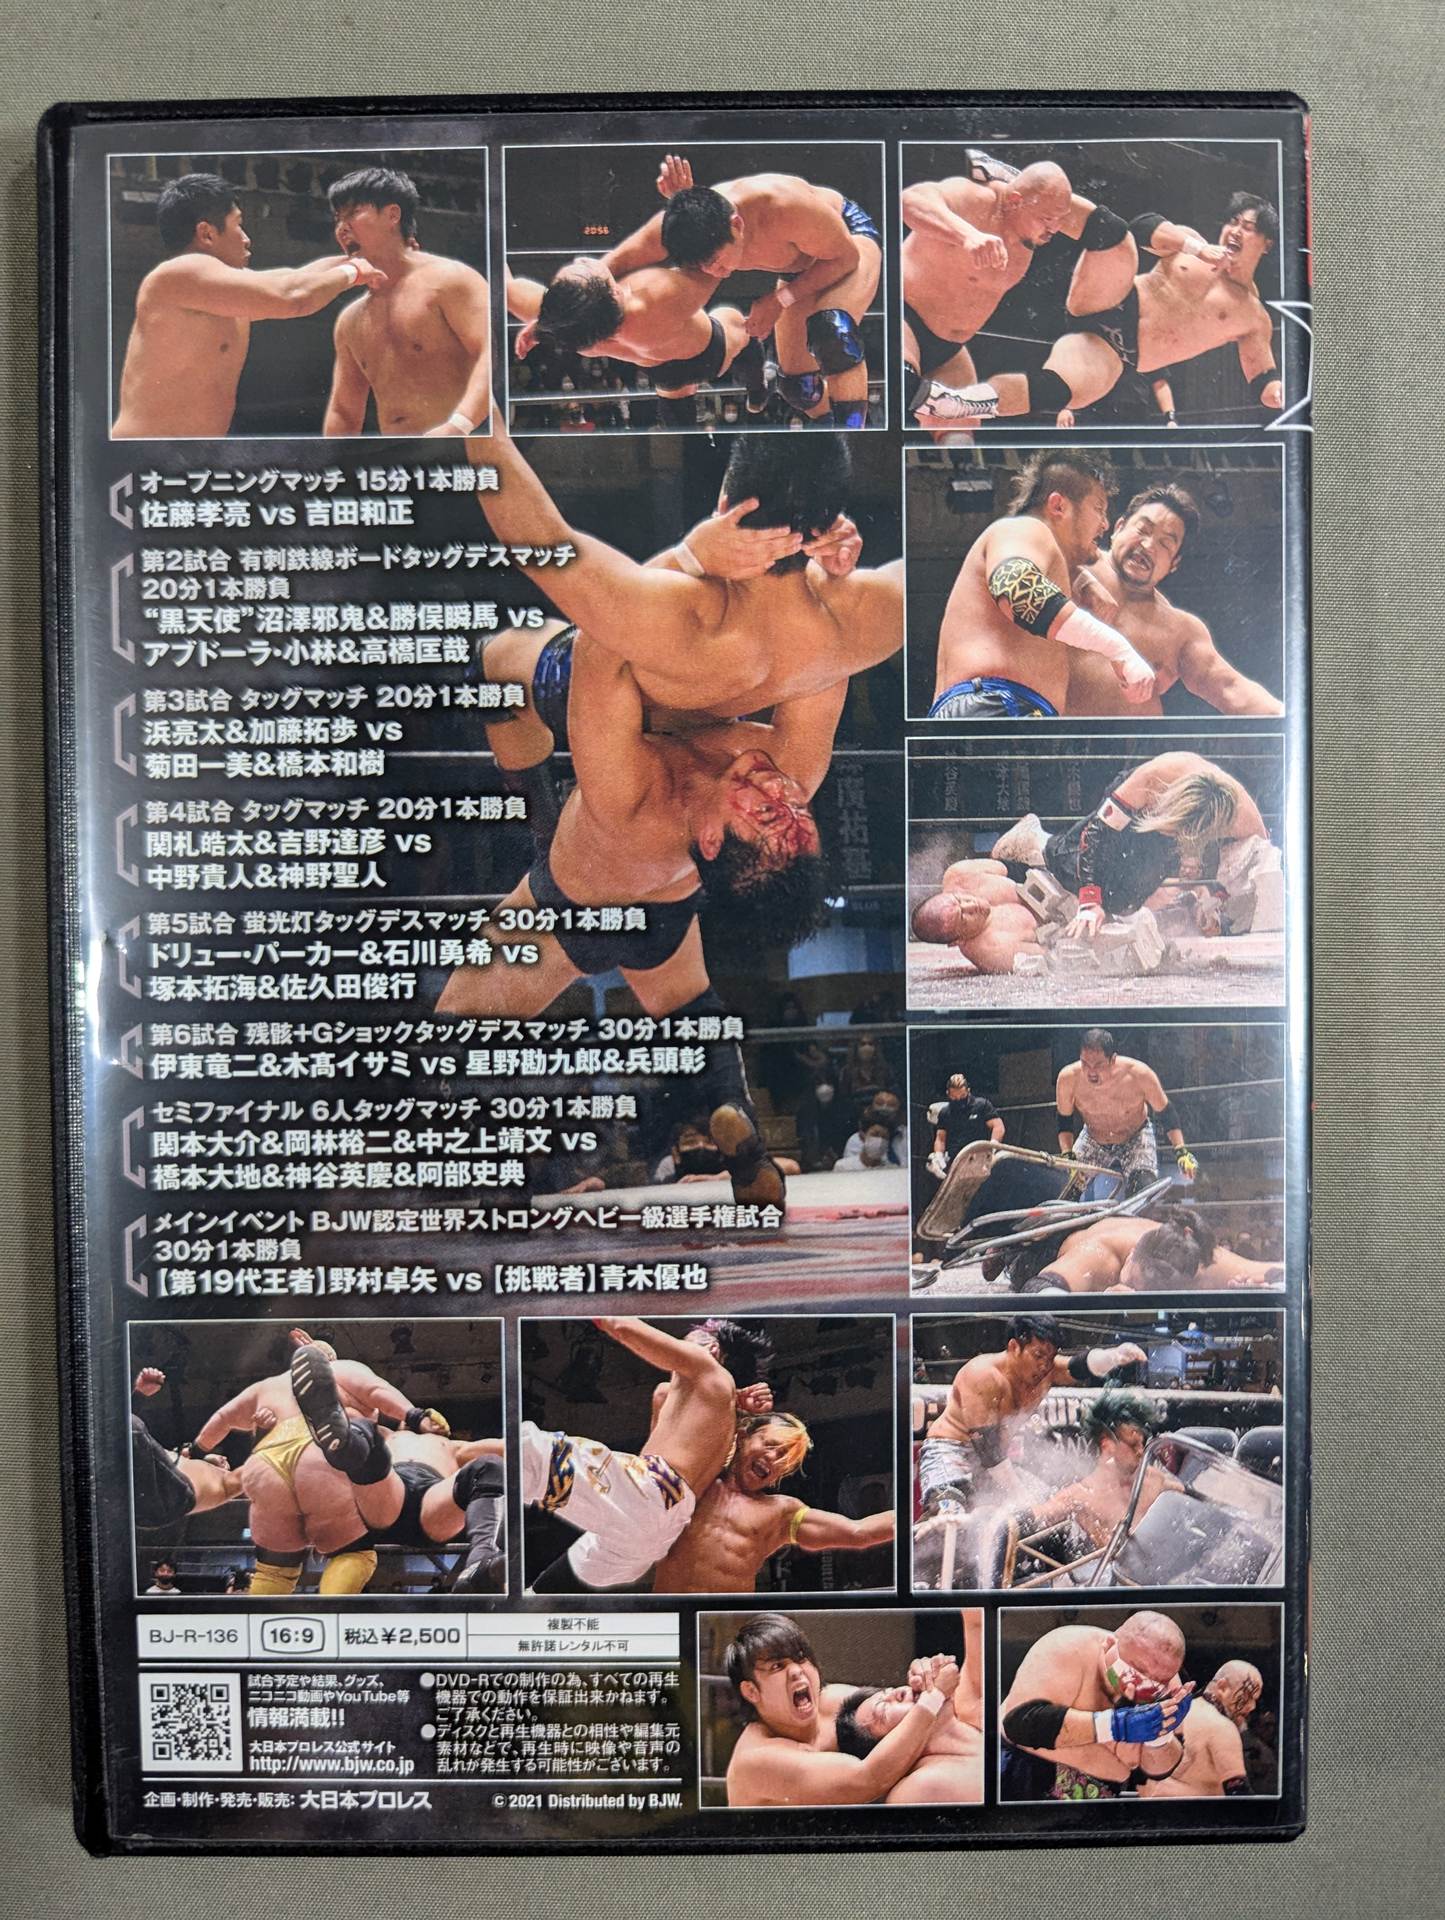 オープニングマッチ 15分1本勝負
佐藤孝亮 vs 吉田和正
第2試合 有刺鉄線ボードタッグデスマッチ
20分1本勝負
“黒天使”沼澤邪鬼&勝俣瞬馬 vs
アブドーラ・小林&高橋匡哉
第3試合 タッグマッチ 20分1本勝負
浜亮太&加藤拓歩 vs
菊田一美&橋本和樹
第4試合 タッグマッチ 20分1本勝負
関札皓太&吉野達彦 vs
中野貴人&神野聖人
第5試合 蛍光灯タッグデスマッチ 30分1本勝負
ドリュー・パーカー&石川勇希 vs
塚本拓海&佐久田俊行
第6試合 残骸+Gショックタッグデスマッチ 30分1本勝負
伊東竜二&木髙イサミ vs 星野勘九郎&兵頭彰
セミファイナル 6人タッグマッチ 30分1本勝負
関本大介&岡林裕二&中之上靖文 vs
橋本大地&神谷英慶&阿部史典
メインイベント BJW認定世界ストロングヘビー級選手権試合
30分1本勝負
【第19代王者】野村卓矢 vs 【挑戦者】青木優也
BJ-R-136
16:9
税込¥2,500
複製不能
無許諾レンタル不可
試合予定や結果、グッズ、
ニコニコ動画やYouTube等
情報満載!!
大日本プロレス公式サイト
http://www.bjw.co.jp
●DVD-Rでの制作の為、すべての再生
機器での動作を保証出来かねます。
ご了承ください。
●ディスクと再生機器との相性や編集元
素材などで、再生時に映像や音声の
乱れが発生する可能性がございます。
企画・制作・発売・販売：大日本プロレス
© 2021 Distributed by BJW.